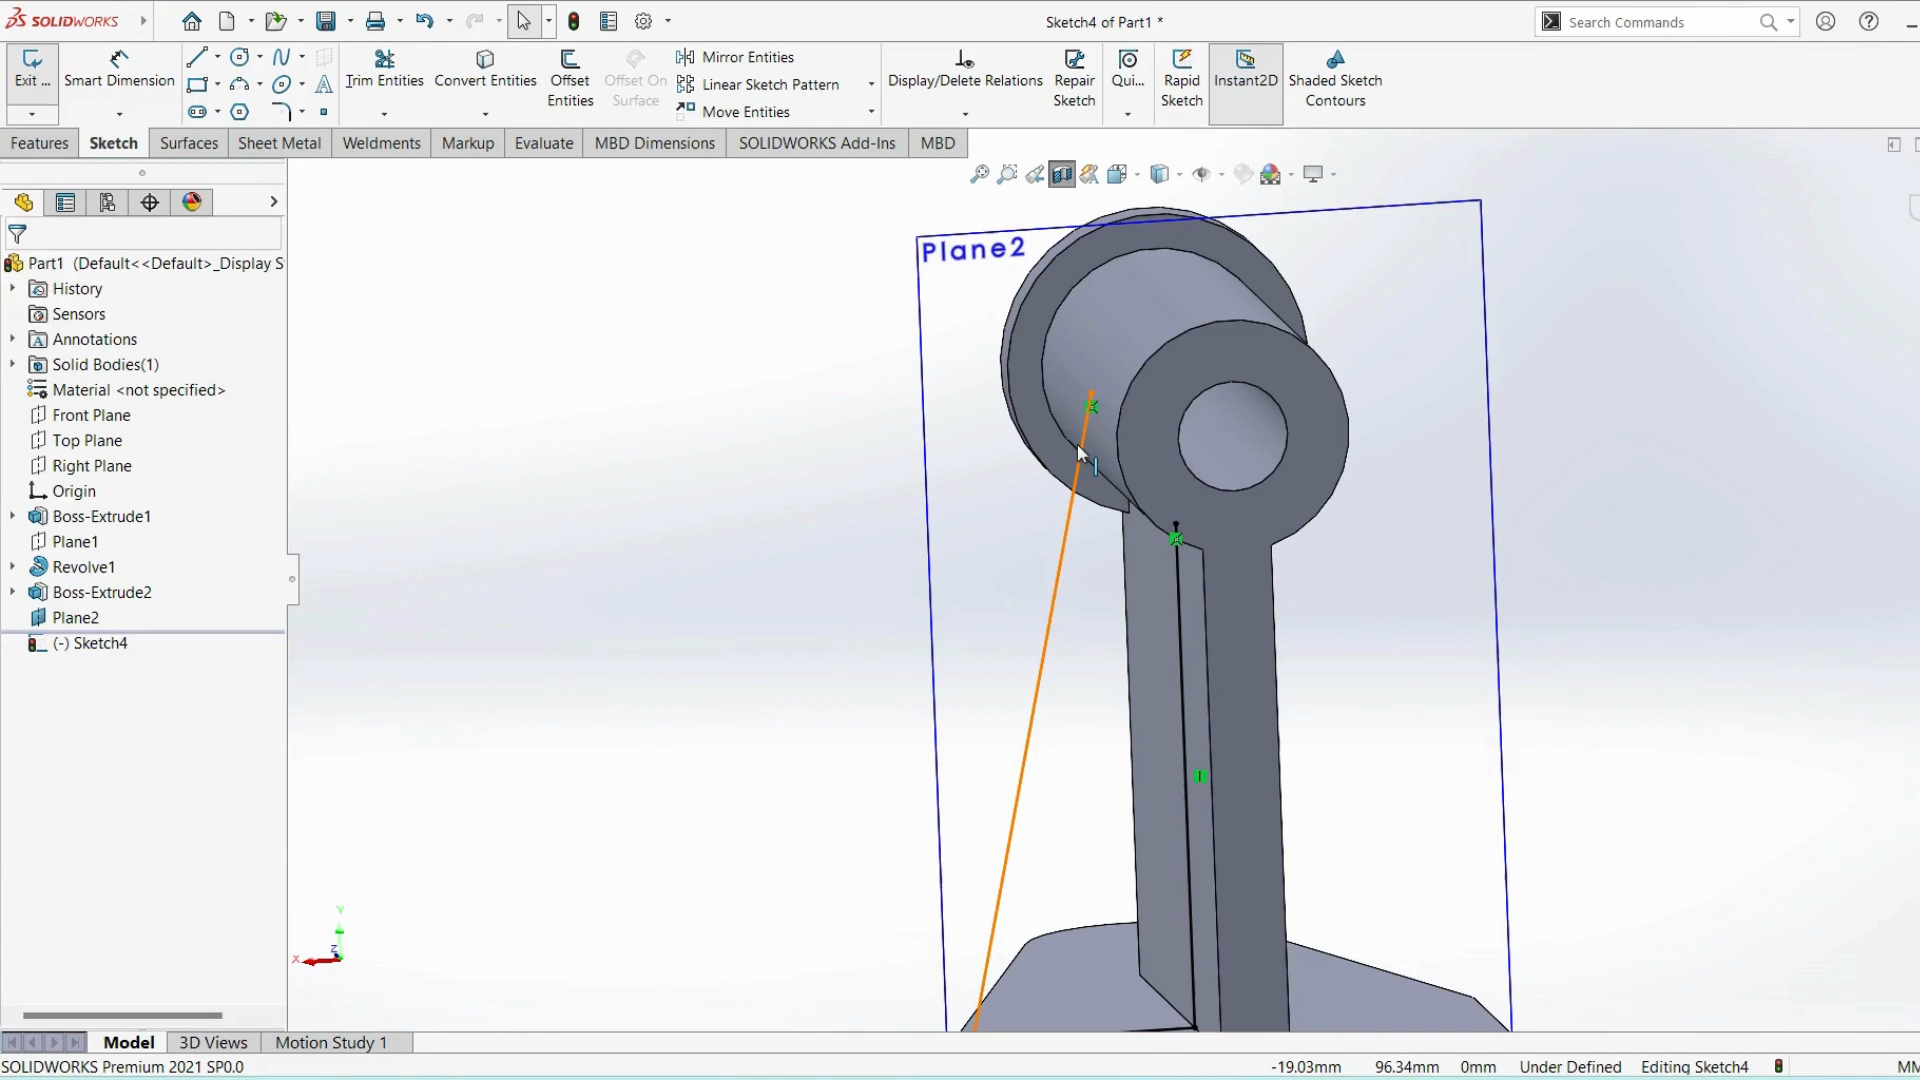 SOLIDWORKS
Sketch4 of Part1 *
Search Commands
Exit ...
Smart Dimension
Trim Entities
Convert Entities
Offset
Entities
Offset On
Surface
Mirror Entities
Linear Sketch Pattern
Move Entities
Display/Delete Relations
Repair
Sketch
Qui...
Rapid
Sketch
Instant2D
Shaded Sketch
Contours
Features
Sketch
Surfaces
Sheet Metal
Weldments
Markup
Evaluate
MBD Dimensions
SOLIDWORKS Add-Ins
MBD
Part1 (Default<<Default>_Display S
History
Sensors
Annotations
Solid Bodies(1)
Material <not specified>
Front Plane
Top Plane
Right Plane
Origin
Boss-Extrude1
Plane1
Revolve1
Boss-Extrude2
Plane2
(-) Sketch4
Plane2
Y
Z
X
Model
3D Views
Motion Study 1
SOLIDWORKS Premium 2021 SP0.0
-19.03mm
96.34mm
0mm
Under Defined
Editing Sketch4
MM